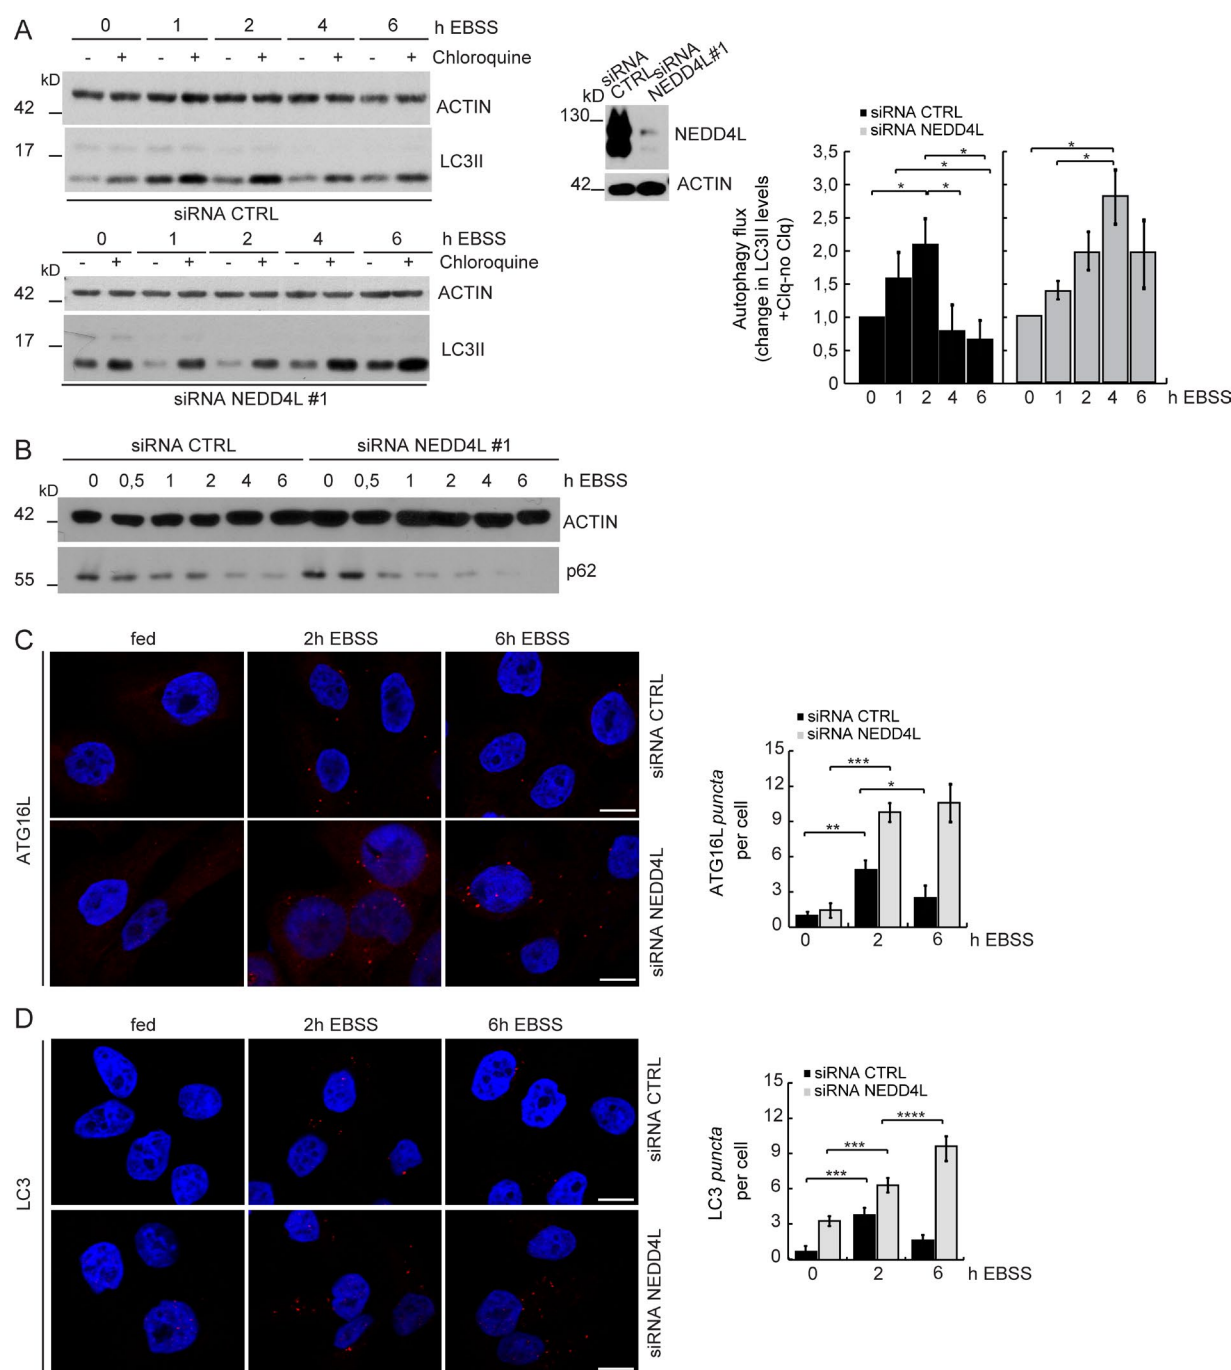 A
0 1 2 4 6 h EBSS
- + - + - + - + - + Chloroquine
kD
42 ACTIN
17 LC3II
siRNA CTRL
0 1 2 4 6 h EBSS
- + - + - + - + - + Chloroquine
kD
42 ACTIN
17 LC3II
siRNA NEDD4L #1
siRNA CTRL
siRNA NEDD4L#1
kD
130 NEDD4L
42 ACTIN
siRNA CTRL
siRNA NEDD4L
Autophagy flux
(change in LC3II levels
+Clq-no Clq)
3,5
3,0
2,5
2,0
1,5
1,0
0,5
0
* * * *
* *
0 1 2 4 6 0 1 2 4 6 h EBSS
B
siRNA CTRL siRNA NEDD4L #1
0 0,5 1 2 4 6 0 0,5 1 2 4 6 h EBSS
kD
42 ACTIN
55 p62
C
fed 2h EBSS 6h EBSS
ATG16L
siRNA CTRL
siRNA NEDD4L
siRNA CTRL
siRNA NEDD4L
ATG16L puncta
per cell
15
12
9
6
3
0
***
*
**
0 2 6 h EBSS
D
fed 2h EBSS 6h EBSS
LC3
siRNA CTRL
siRNA NEDD4L
siRNA CTRL
siRNA NEDD4L
LC3 puncta
per cell
15
12
9
6
3
0
****
***
***
0 2 6 h EBSS